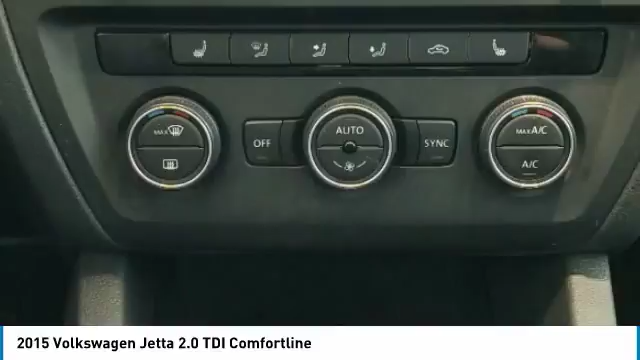 MAX
OFF
AUTO
SYNC
MAX A/C
A/C
2015 Volkswagen Jetta 2.0 TDI Comfortline